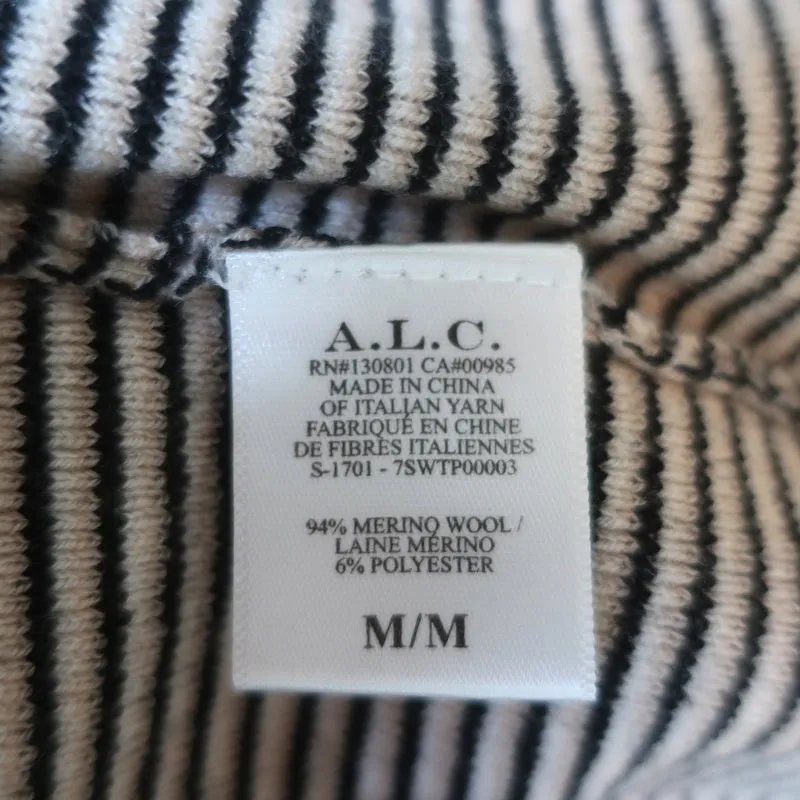 A.L.C.
RN#130801 CA#00985
MADE IN CHINA
OF ITALIAN YARN
FABRIQUÉ EN CHINE
DE FIBRES ITALIENNES
S-1701 - 7SWTP00003
94% MERINO WOOL /
LAINE MÉRINO
6% POLYESTER
M/M